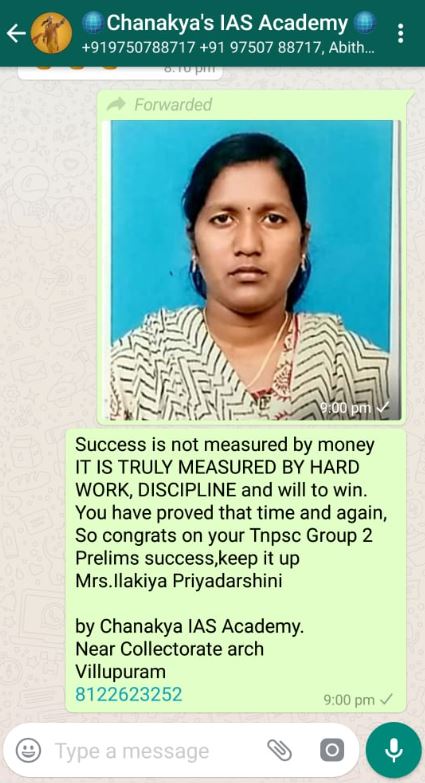 Chanakya's IAS Academy
+919750788717 +91 97507 88717, Abith...
8:10 pm
Forwarded
9:00 pm
Success is not measured by money
IT IS TRULY MEASURED BY HARD
WORK, DISCIPLINE and will to win.
You have proved that time and again,
So congrats on your Tnpsc Group 2
Prelims success,keep it up
Mrs.Ilakiya Priyadarshini
by Chanakya IAS Academy.
Near Collectorate arch
Villupuram
8122623252
9:00 pm
Type a message